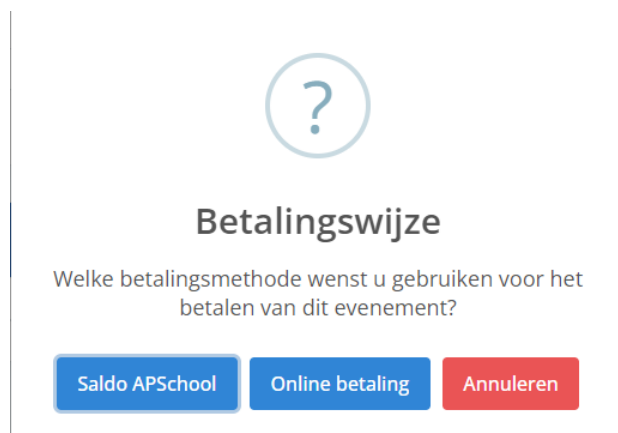 ?
Betalingswijze
Welke betalingsmethode wenst u gebruiken voor het
betalen van dit evenement?
Saldo APSchool Online betaling Annuleren